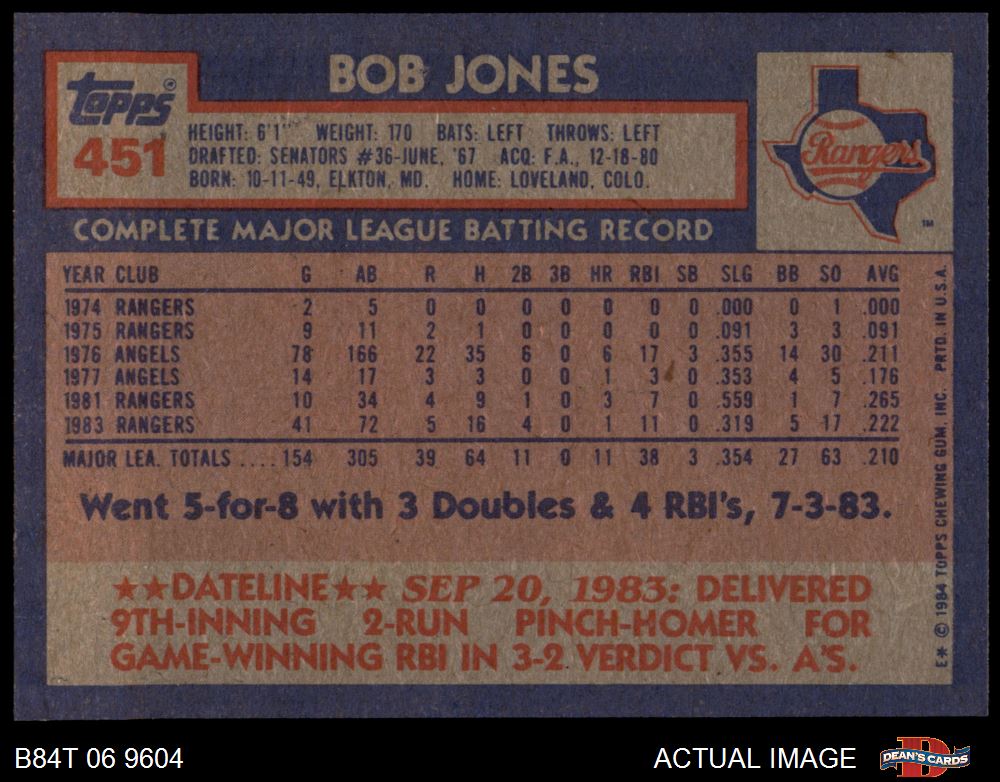 BOB JONES
Topps®
451
HEIGHT: 6'1" WEIGHT: 170 BATS: LEFT THROWS: LEFT
DRAFTED: SENATORS #36-JUNE, '67 ACQ: F.A., 12-18-80
BORN: 10-11-49, ELKTON, MD. HOME: LOVELAND, COLO.
Rangers
TM
COMPLETE MAJOR LEAGUE BATTING RECORD
YEAR CLUB G AB R H 2B 3B HR RBI SB SLG BB SO AVG
1974 RANGERS 2 5 0 0 0 0 0 0 0 .000 0 1 .000
1975 RANGERS 9 11 2 1 0 0 0 0 0 .091 3 3 .091
1976 ANGELS 78 166 22 35 6 0 6 17 3 .355 14 30 .211
1977 ANGELS 14 17 3 3 0 0 1 3 0 .353 4 5 .176
1981 RANGERS 10 34 4 9 1 0 3 7 0 .559 1 7 .265
1983 RANGERS 41 72 5 16 4 0 1 11 0 .319 5 17 .222
MAJOR LEA. TOTALS ....154 305 39 64 11 0 11 38 3 .354 27 63 .210
Went 5-for-8 with 3 Doubles & 4 RBI's, 7-3-83.
★★DATELINE★★ SEP 20, 1983: DELIVERED
9TH-INNING 2-RUN PINCH-HOMER FOR
GAME-WINNING RBI IN 3-2 VERDICT VS. A'S.
E* © 1984 TOPPS CHEWING GUM, INC. PRTD. IN U.S.A.
B84T 06 9604
ACTUAL IMAGE
DEAN'S CARDS